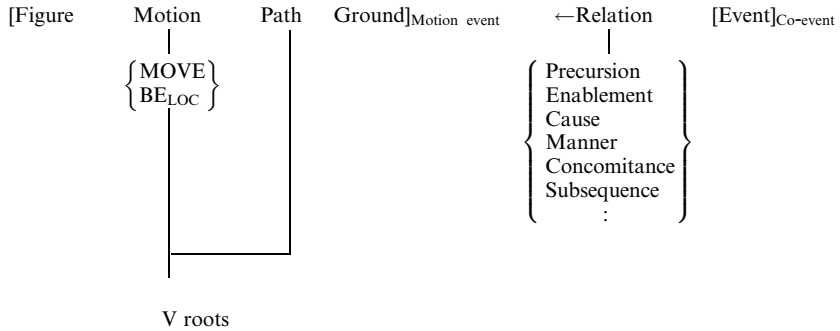 [Figure Motion Path Ground]Motion event ←Relation [Event]Co-event
MOVE
BELOC
Precursion
Enablement
Cause
Manner
Concomitance
Subsequence
:
V roots